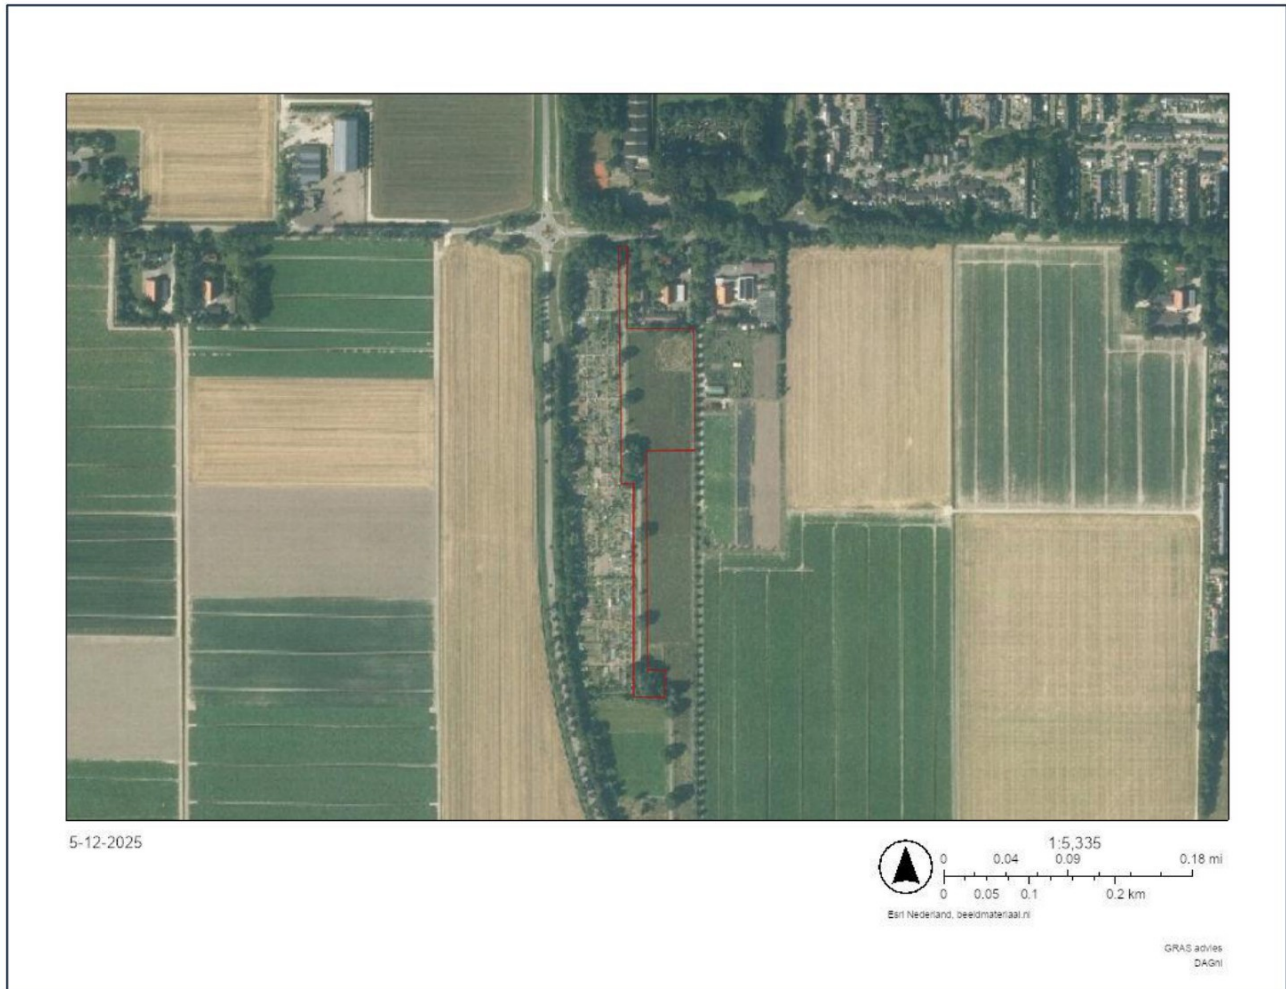 5-12-2025
1:5,335
0 0.04 0.09 0.18 mi
0 0.05 0.1 0.2 km
Esri Nederland, beeldmateriaal.nl
GRAS advies
DAGnl